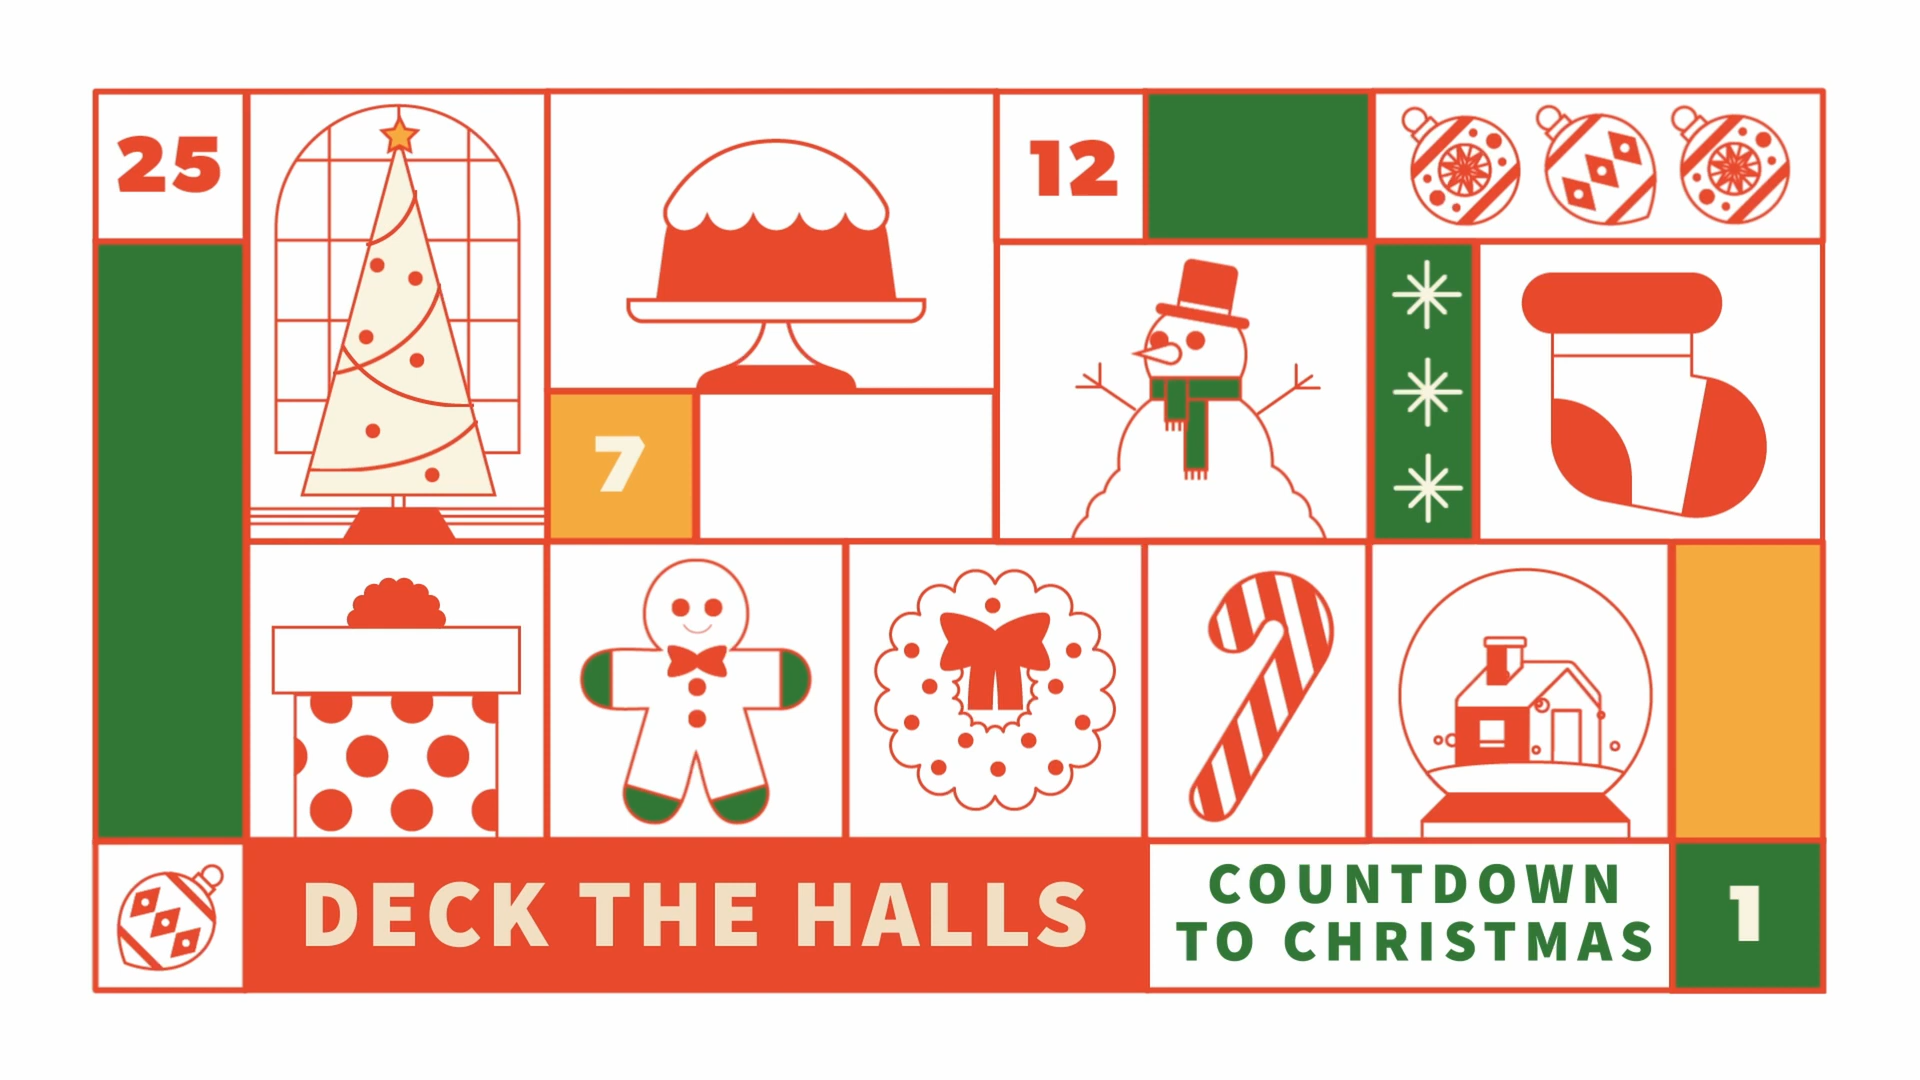 25
12
7
DECK THE HALLS
COUNTDOWN
TO CHRISTMAS
1